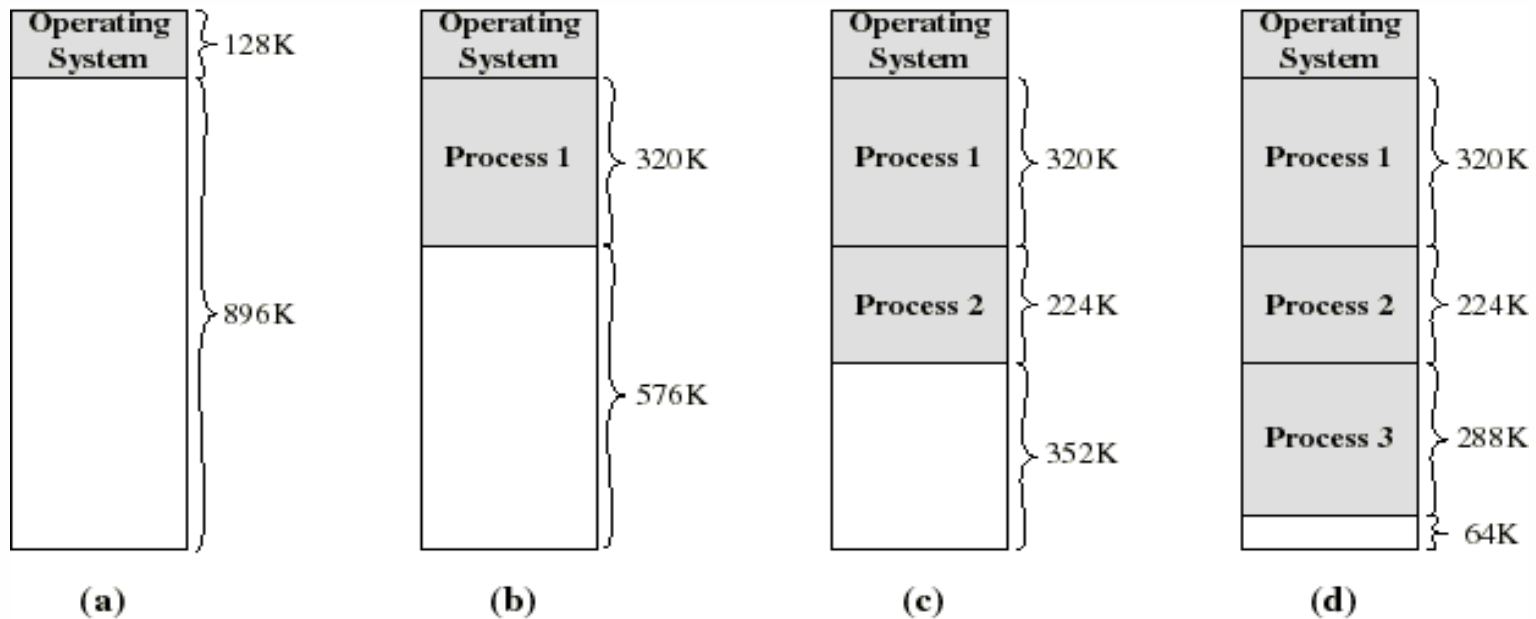 Operating
System
128K
896K
(a)
Operating
System
Process 1
320K
576K
(b)
Operating
System
Process 1
320K
Process 2
224K
352K
(c)
Operating
System
Process 1
320K
Process 2
224K
Process 3
288K
64K
(d)